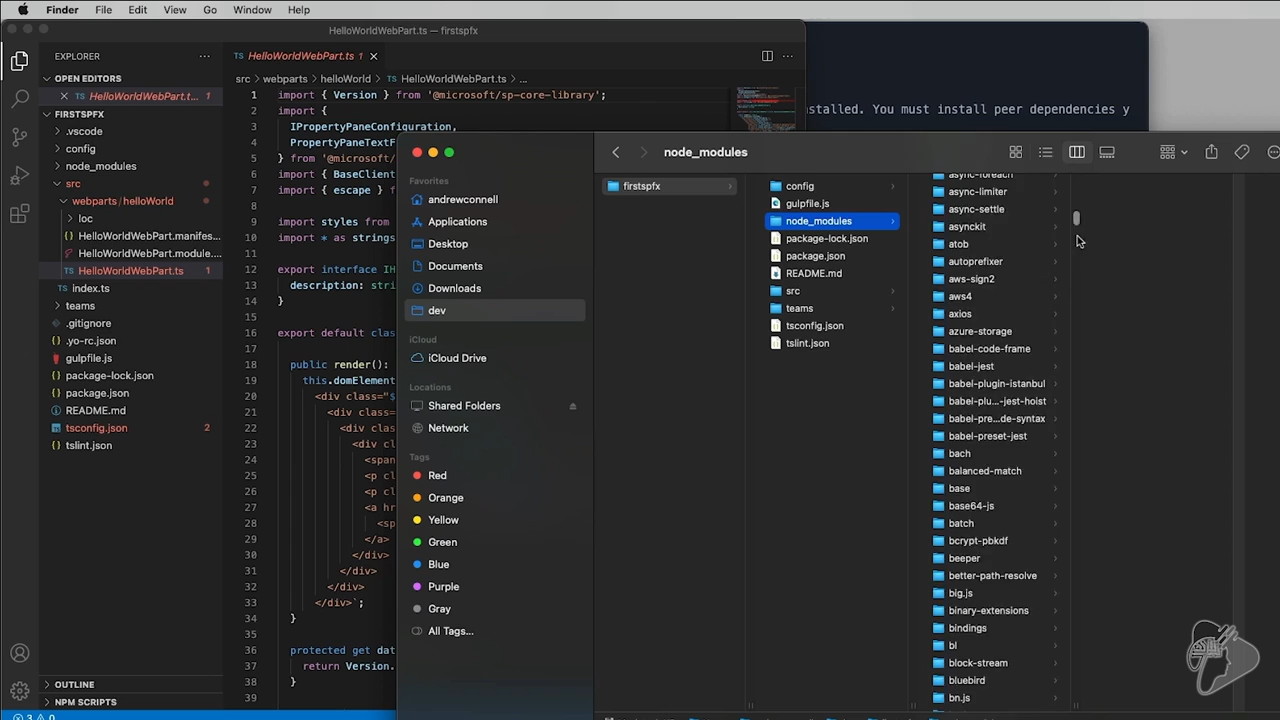 Finder File Edit View Go Window Help
HelloWorldWebPart.ts — firstspfx
EXPLORER
OPEN EDITORS
HelloWorldWebPart.t... 1
FIRSTSPFX
.vscode
config
node_modules
src
webparts / helloWorld
loc
HelloWorldWebPart.manifes...
HelloWorldWebPart.module....
HelloWorldWebPart.ts 1
index.ts
teams
.gitignore
.yo-rc.json
gulpfile.js
package-lock.json
package.json
README.md
tsconfig.json 2
tslint.json
OUTLINE
NPM SCRIPTS
3 0
TS HelloWorldWebPart.ts 1
src > webparts > helloWorld > TS HelloWorldWebPart.ts > ...
1 import { Version } from '@microsoft/sp-core-library';
2 import {
3 IPropertyPaneConfiguration,
4 PropertyPaneTextF
5 } from '@microsoft/
6 import { BaseClient
7 import { escape } f
8
9 import styles from
10 import * as strings
11
12 export interface IH
13 description: stri
14 }
15
16 export default clas
17
18 public render():
19 this.domElement
20 <div class="$
21 <div class=
22 <div clas
23 <div cl
24 <span
25 <p cl
26 <p cl
27 <a hr
28 <sp
29 </a>
30 </div>
31 </div>
32 </div>
33 </div>`;
34 }
35
36 protected get dat
37 return Version.
38 }
39
stalled. You must install peer dependencies y
node_modules
Favorites
andrewconnell
Applications
Desktop
Documents
Downloads
dev
iCloud
iCloud Drive
Locations
Shared Folders
Network
Tags
Red
Orange
Yellow
Green
Blue
Purple
Gray
All Tags...
firstspfx
config
gulpfile.js
node_modules
package-lock.json
package.json
README.md
src
teams
tsconfig.json
tslint.json
async-foreach
async-limiter
async-settle
asynckit
atob
autoprefixer
aws-sign2
aws4
axios
azure-storage
babel-code-frame
babel-jest
babel-plugin-istanbul
babel-plu...-jest-hoist
babel-pre...de-syntax
babel-preset-jest
bach
balanced-match
base
base64-js
batch
bcrypt-pbkdf
beeper
better-path-resolve
big.js
binary-extensions
bindings
bl
block-stream
bluebird
bn.js